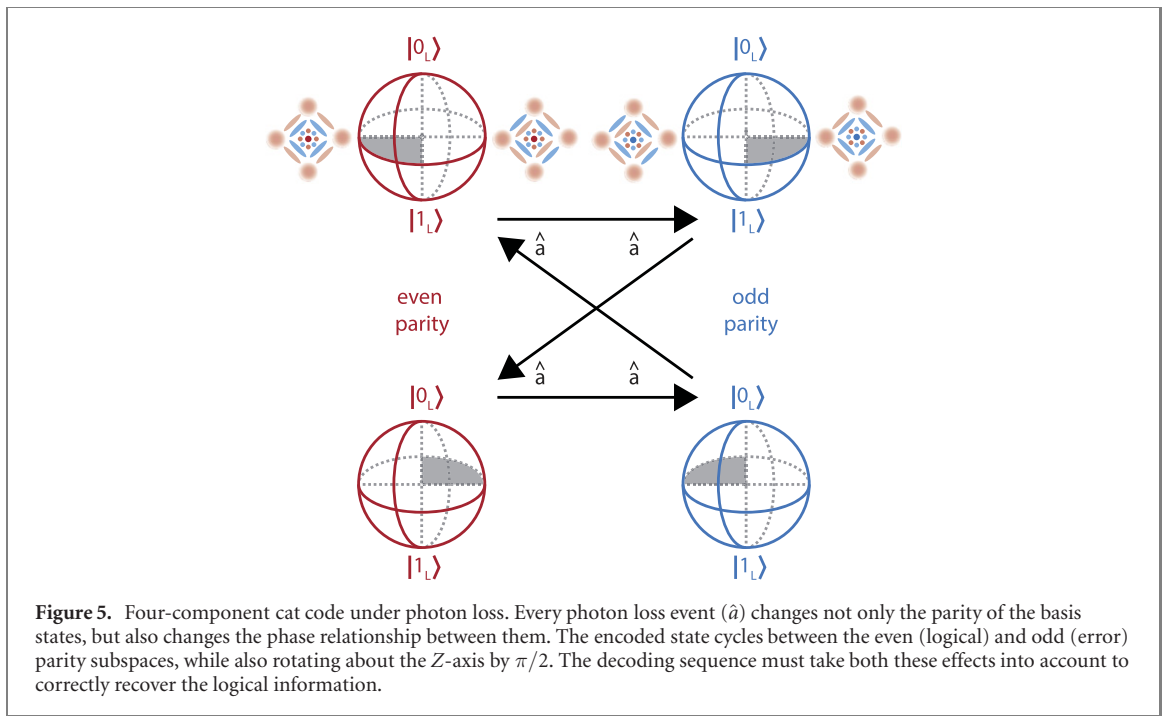 |0L⟩ |0L⟩
|1L⟩ |1L⟩
â â
even parity odd parity
â â
|0L⟩ |0L⟩
|1L⟩ |1L⟩
Figure 5. Four-component cat code under photon loss. Every photon loss event (â) changes not only the parity of the basis
states, but also changes the phase relationship between them. The encoded state cycles between the even (logical) and odd (error)
parity subspaces, while also rotating about the Z-axis by π/2. The decoding sequence must take both these effects into account to
correctly recover the logical information.